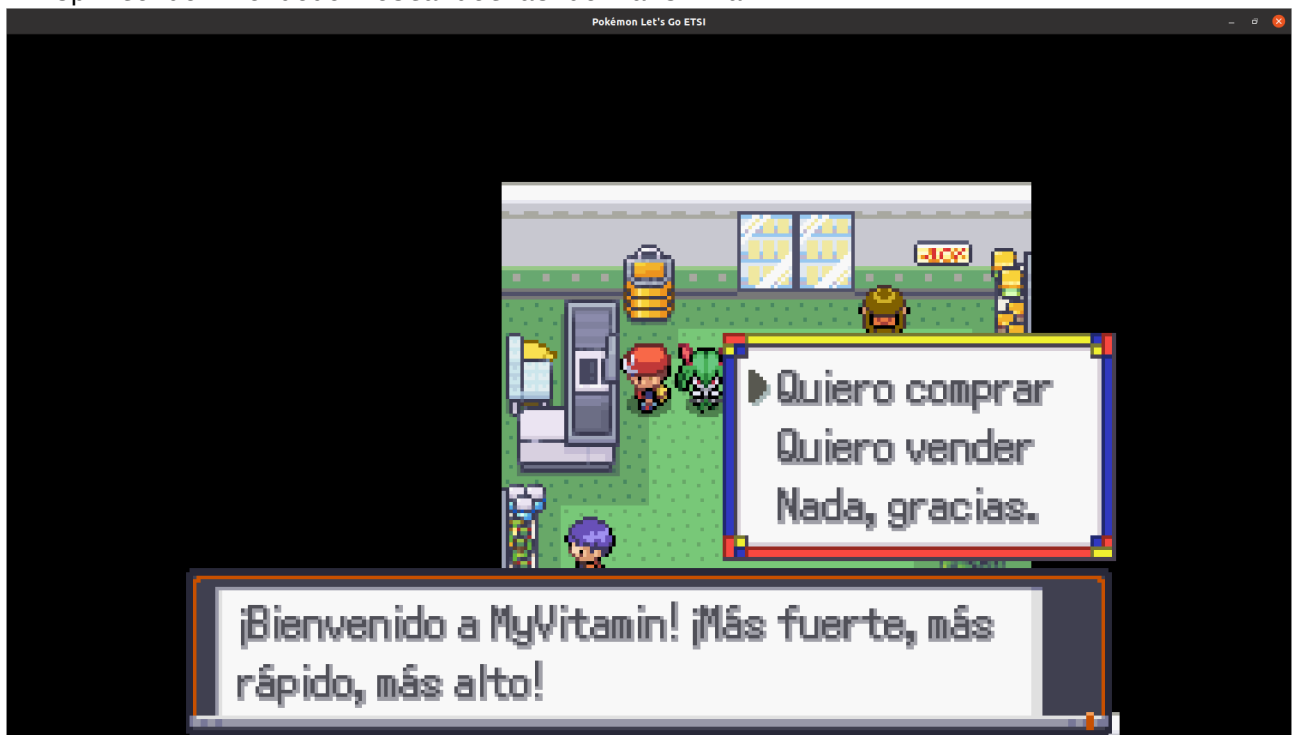 Pokémon Let's Go ETSI
-10%
Quiero comprar
Quiero vender
Nada, gracias.
¡Bienvenido a MyVitamin! ¡Más fuerte, más
rápido, más alto!